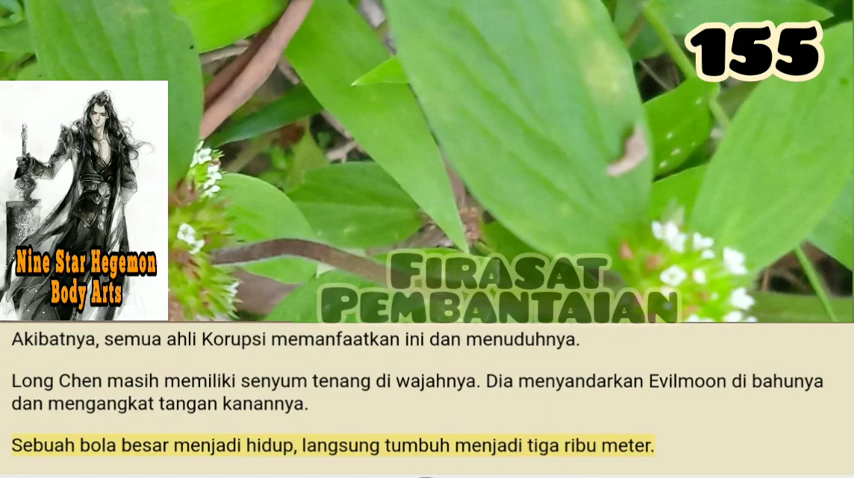 155
Nine Star Hegemon
Body Arts
FIRASAT
PEMBANTAIAN
Akibatnya, semua ahli Korupsi memanfaatkan ini dan menuduhnya.
Long Chen masih memiliki senyum tenang di wajahnya. Dia menyandarkan Evilmoon di bahunya
dan mengangkat tangan kanannya.
Sebuah bola besar menjadi hidup, langsung tumbuh menjadi tiga ribu meter.